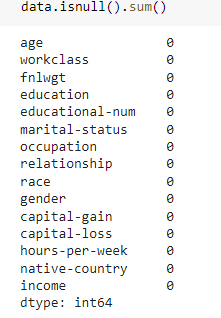 data.isnull().sum()
age 0
workclass 0
fnlwgt 0
education 0
educational-num 0
marital-status 0
occupation 0
relationship 0
race 0
gender 0
capital-gain 0
capital-loss 0
hours-per-week 0
native-country 0
income 0
dtype: int64